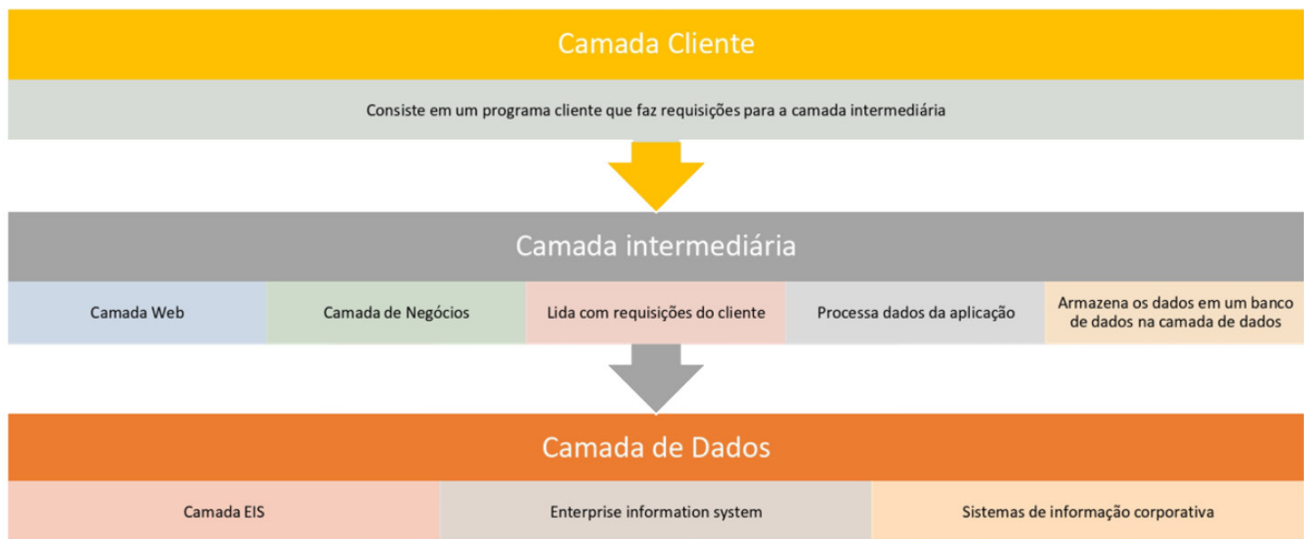 Camada Cliente
Consiste em um programa cliente que faz requisições para a camada intermediária
Camada intermediária
Camada Web
Camada de Negócios
Lida com requisições do cliente
Processa dados da aplicação
Armazena os dados em um banco
de dados na camada de dados
Camada de Dados
Camada EIS
Enterprise information system
Sistemas de informação corporativa